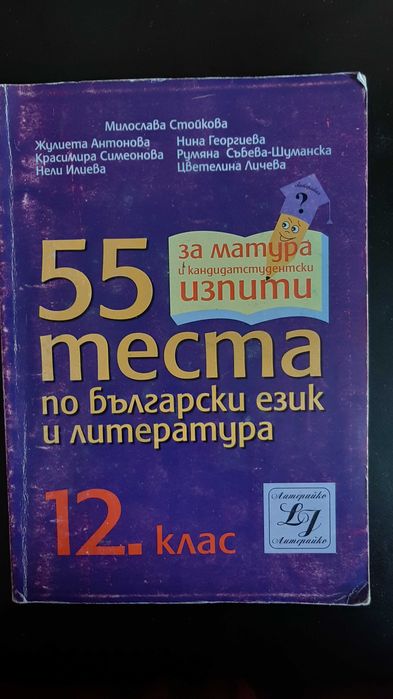 Милослава Стойкова
Жулиета Антонова Нина Георгиева
Красимира Симеонова Румяна Събева-Шуманска
Нели Илиева Цветелина Личева
?
за матура
и кандидатстудентски
изпити
55
теста
по български език
и литература
12. клас
Литерайко
LJ
Литерайко